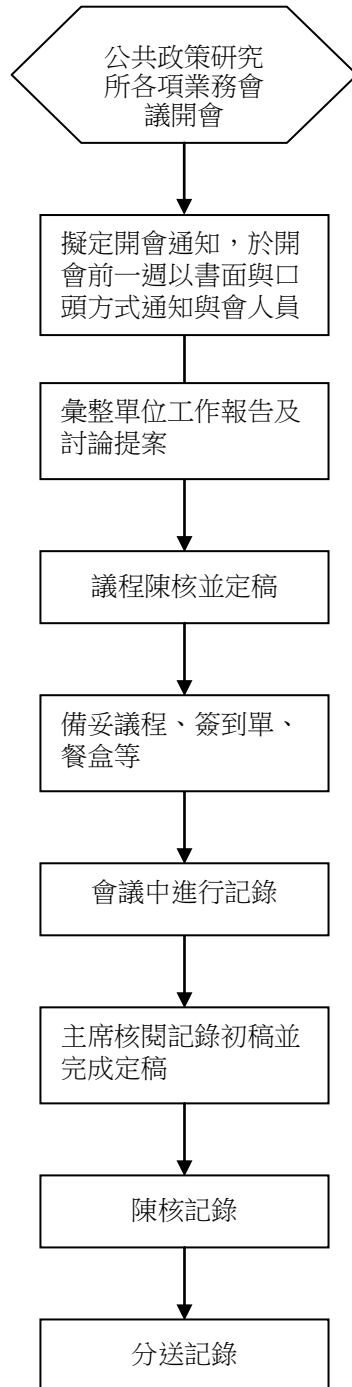 公共政策研究
所各項業務會
議開會
擬定開會通知，於開
會前一週以書面與口
頭方式通知與會人員
彙整單位工作報告及
討論提案
議程陳核並定稿
備妥議程、簽到單、
餐盒等
會議中進行記錄
主席核閱記錄初稿並
完成定稿
陳核記錄
分送記錄